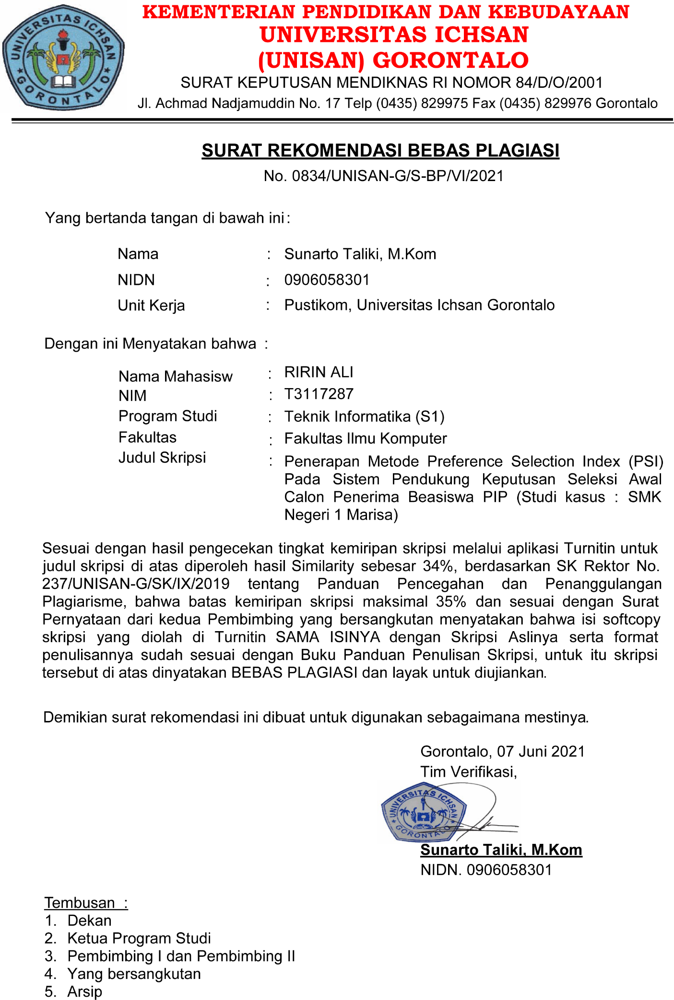 UNIVERSITAS ICHSAN
GORONTALO
KEMENTERIAN PENDIDIKAN DAN KEBUDAYAAN
UNIVERSITAS ICHSAN
(UNISAN) GORONTALO
SURAT KEPUTUSAN MENDIKNAS RI NOMOR 84/D/O/2001
Jl. Achmad Nadjamuddin No. 17 Telp (0435) 829975 Fax (0435) 829976 Gorontalo
SURAT REKOMENDASI BEBAS PLAGIASI
No. 0834/UNISAN-G/S-BP/VI/2021
Yang bertanda tangan di bawah ini :
Nama : Sunarto Taliki, M.Kom
NIDN : 0906058301
Unit Kerja : Pustikom, Universitas Ichsan Gorontalo
Dengan ini Menyatakan bahwa :
Nama Mahasisw : RIRIN ALI
NIM : T3117287
Program Studi : Teknik Informatika (S1)
Fakultas : Fakultas Ilmu Komputer
Judul Skripsi : Penerapan Metode Preference Selection Index (PSI)
Pada Sistem Pendukung Keputusan Seleksi Awal
Calon Penerima Beasiswa PIP (Studi kasus : SMK
Negeri 1 Marisa)
Sesuai dengan hasil pengecekan tingkat kemiripan skripsi melalui aplikasi Turnitin untuk
judul skripsi di atas diperoleh hasil Similarity sebesar 34%, berdasarkan SK Rektor No.
237/UNISAN-G/SK/IX/2019 tentang Panduan Pencegahan dan Penanggulangan
Plagiarisme, bahwa batas kemiripan skripsi maksimal 35% dan sesuai dengan Surat
Pernyataan dari kedua Pembimbing yang bersangkutan menyatakan bahwa isi softcopy
skripsi yang diolah di Turnitin SAMA ISINYA dengan Skripsi Aslinya serta format
penulisannya sudah sesuai dengan Buku Panduan Penulisan Skripsi, untuk itu skripsi
tersebut di atas dinyatakan BEBAS PLAGIASI dan layak untuk diujiankan.
Demikian surat rekomendasi ini dibuat untuk digunakan sebagaimana mestinya.
Gorontalo, 07 Juni 2021
Tim Verifikasi,
UNIVERSITAS ICHSAN
GORONTALO
Sunarto Taliki, M.Kom
NIDN. 0906058301
Tembusan :
1. Dekan
2. Ketua Program Studi
3. Pembimbing I dan Pembimbing II
4. Yang bersangkutan
5. Arsip